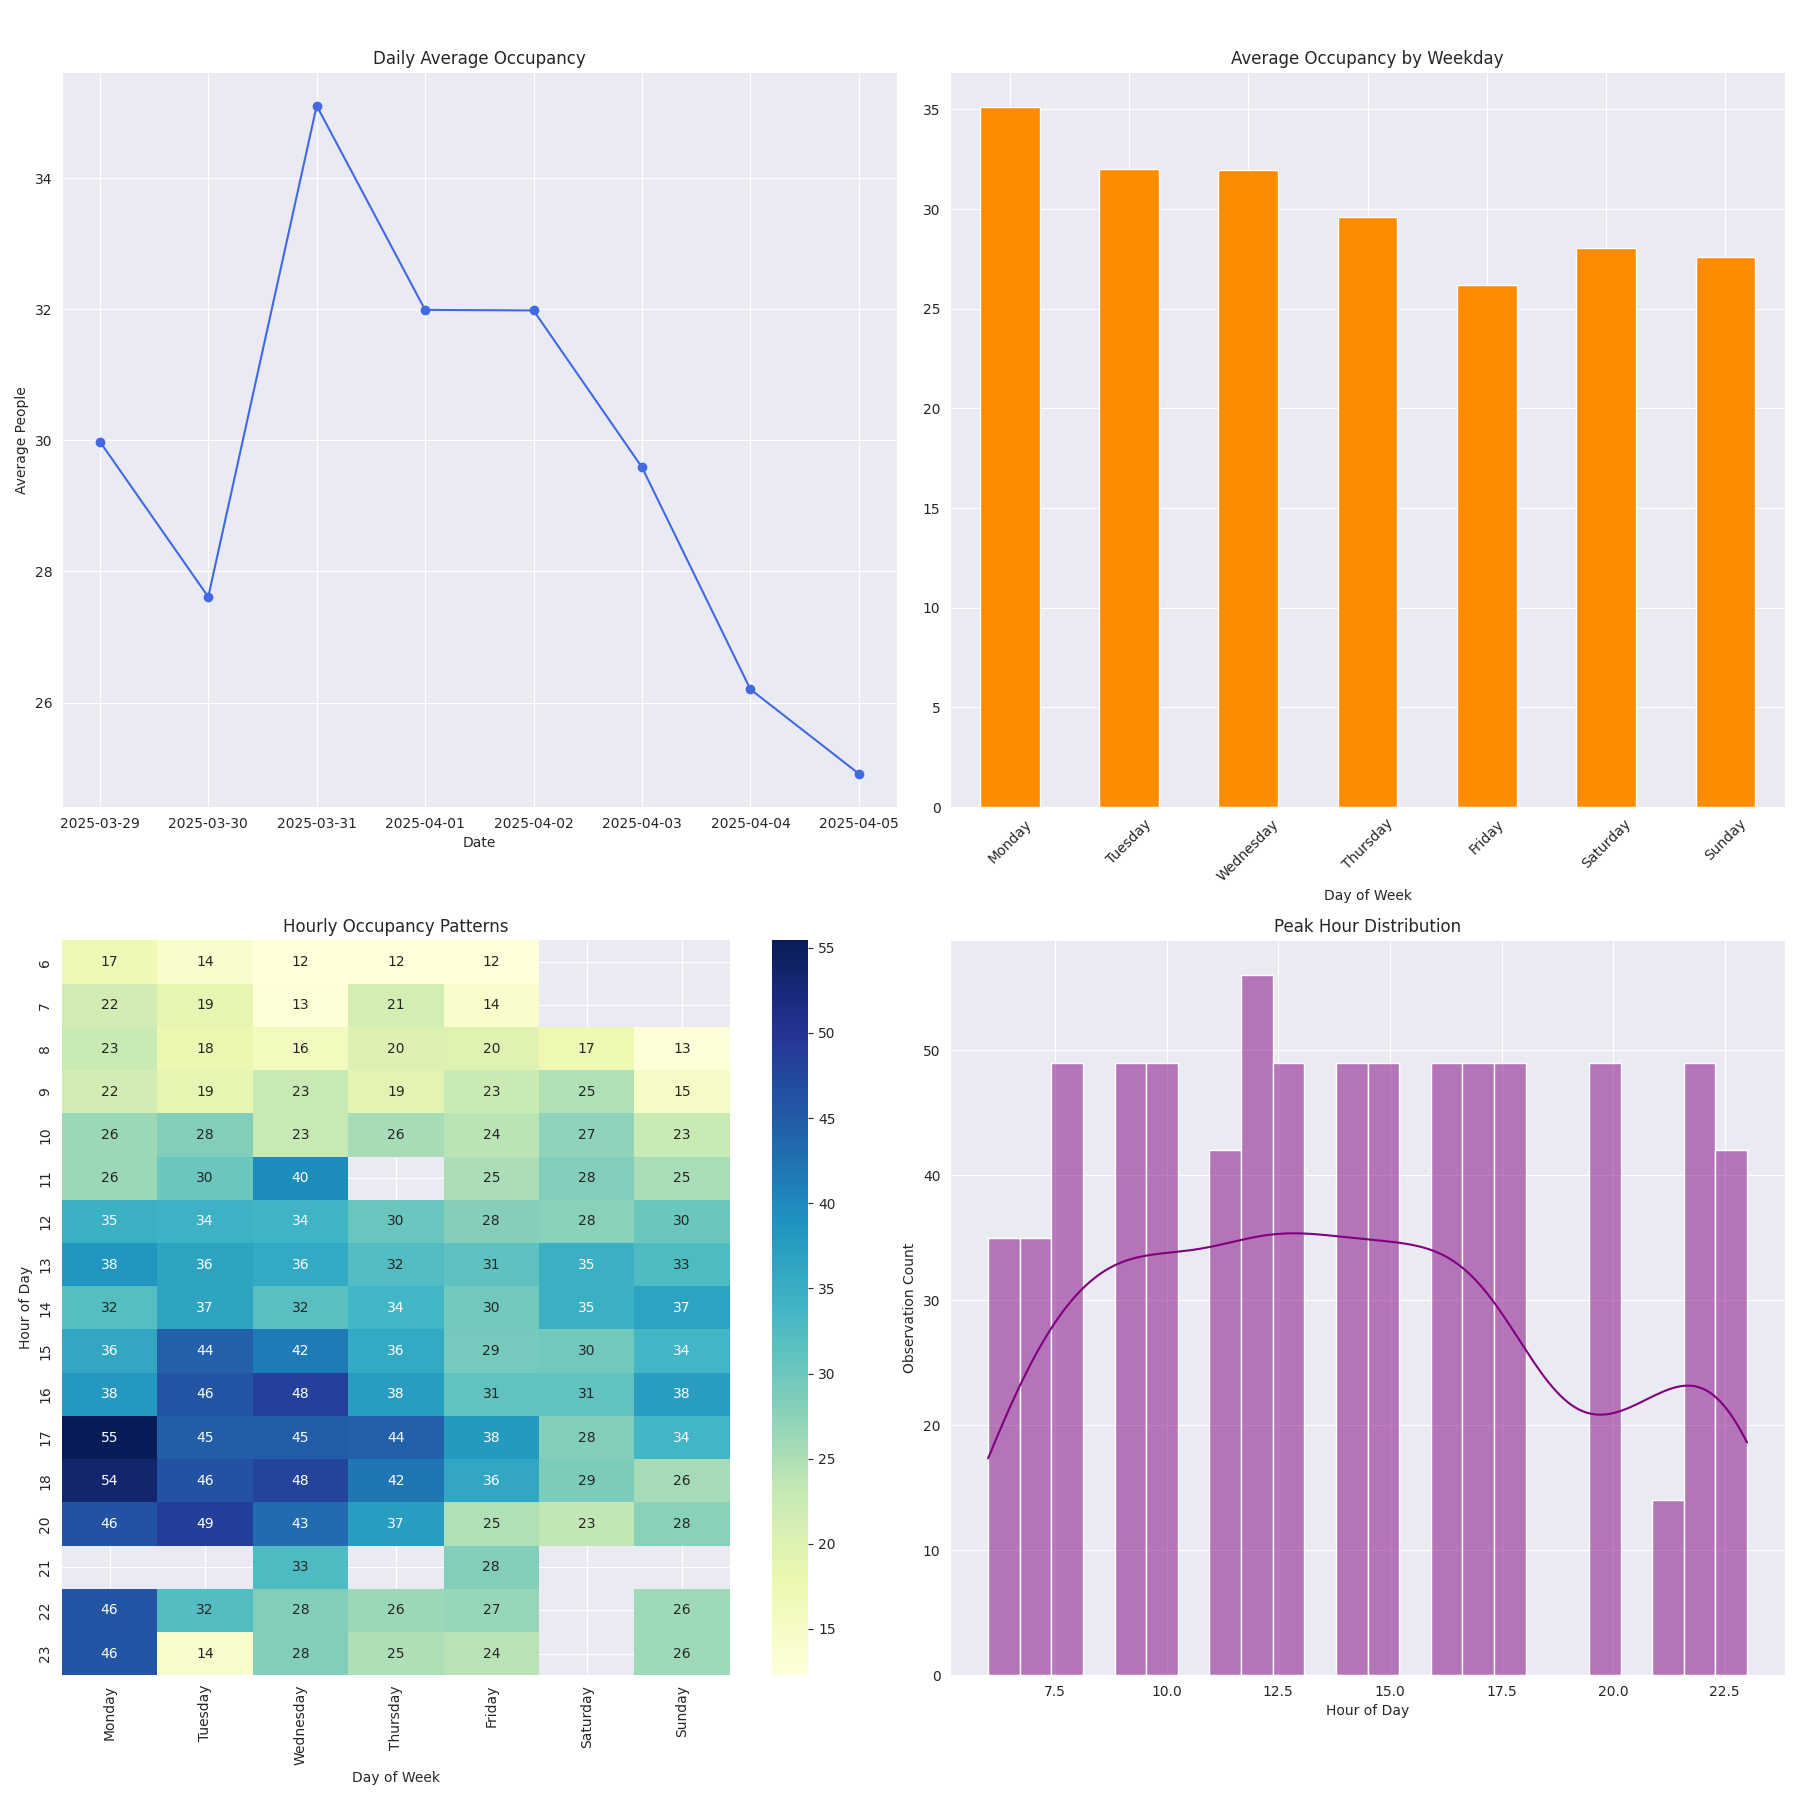 Daily Average Occupancy
Average People
34
32
30
28
26
2025-03-29 2025-03-30 2025-03-31 2025-04-01 2025-04-02 2025-04-03 2025-04-04 2025-04-05
Date
Average Occupancy by Weekday
35
30
25
20
15
10
5
0
Monday Tuesday Wednesday Thursday Friday Saturday Sunday
Day of Week
Hourly Occupancy Patterns
Hour of Day
6 17 14 12 12 12
7 22 19 13 21 14
8 23 18 16 20 20 17 13
9 22 19 23 19 23 25 15
10 26 28 23 26 24 27 23
11 26 30 40 25 28 25
12 35 34 34 30 28 28 30
13 38 36 36 32 31 35 33
14 32 37 32 34 30 35 37
15 36 44 42 36 29 30 34
16 38 46 48 38 31 31 38
17 55 45 45 44 38 28 34
18 54 46 48 42 36 29 26
20 46 49 43 37 25 23 28
21 33 28
22 46 32 28 26 27 26
23 46 14 28 25 24 26
Monday Tuesday Wednesday Thursday Friday Saturday Sunday
Day of Week
55
50
45
40
35
30
25
20
15
Peak Hour Distribution
Observation Count
50
40
30
20
10
0
7.5 10.0 12.5 15.0 17.5 20.0 22.5
Hour of Day